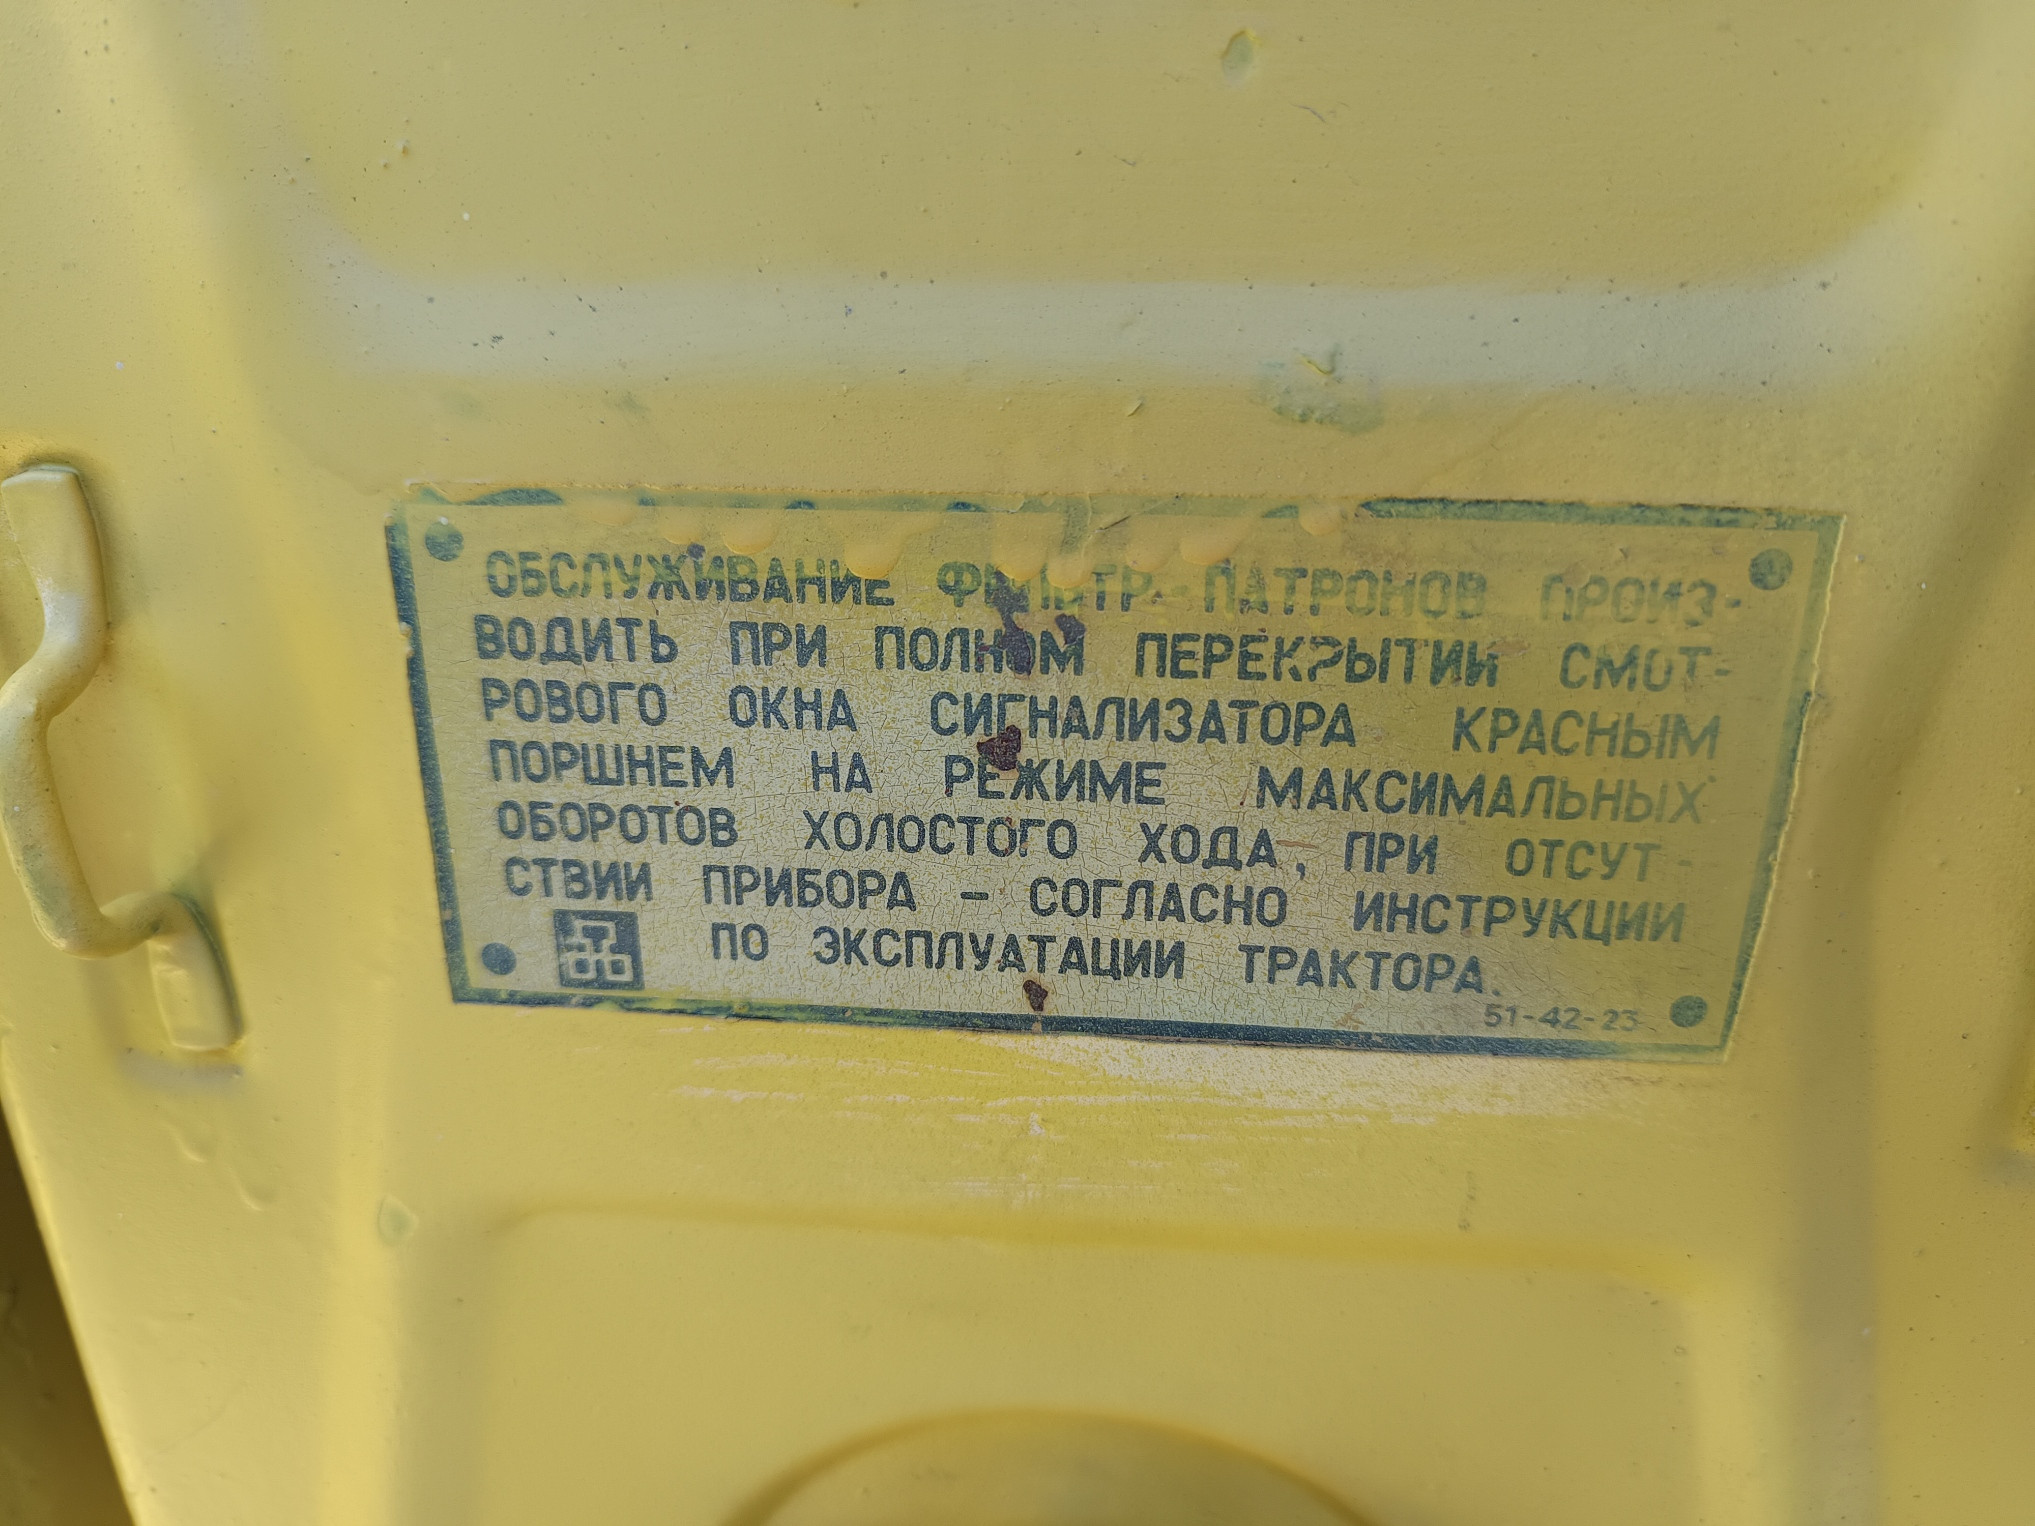 ОБСЛУЖИВАНИЕ ФИЛЬТР-ПАТРОНОВ ПРОИЗ-
ВОДИТЬ ПРИ ПОЛНОМ ПЕРЕКРЫТИИ СМОТ-
РОВОГО ОКНА СИГНАЛИЗАТОРА КРАСНЫМ
ПОРШНЕМ НА РЕЖИМЕ МАКСИМАЛЬНЫХ
ОБОРОТОВ ХОЛОСТОГО ХОДА, ПРИ ОТСУТ-
СТВИИ ПРИБОРА – СОГЛАСНО ИНСТРУКЦИИ
ПО ЭКСПЛУАТАЦИИ ТРАКТОРА.
51-42-23